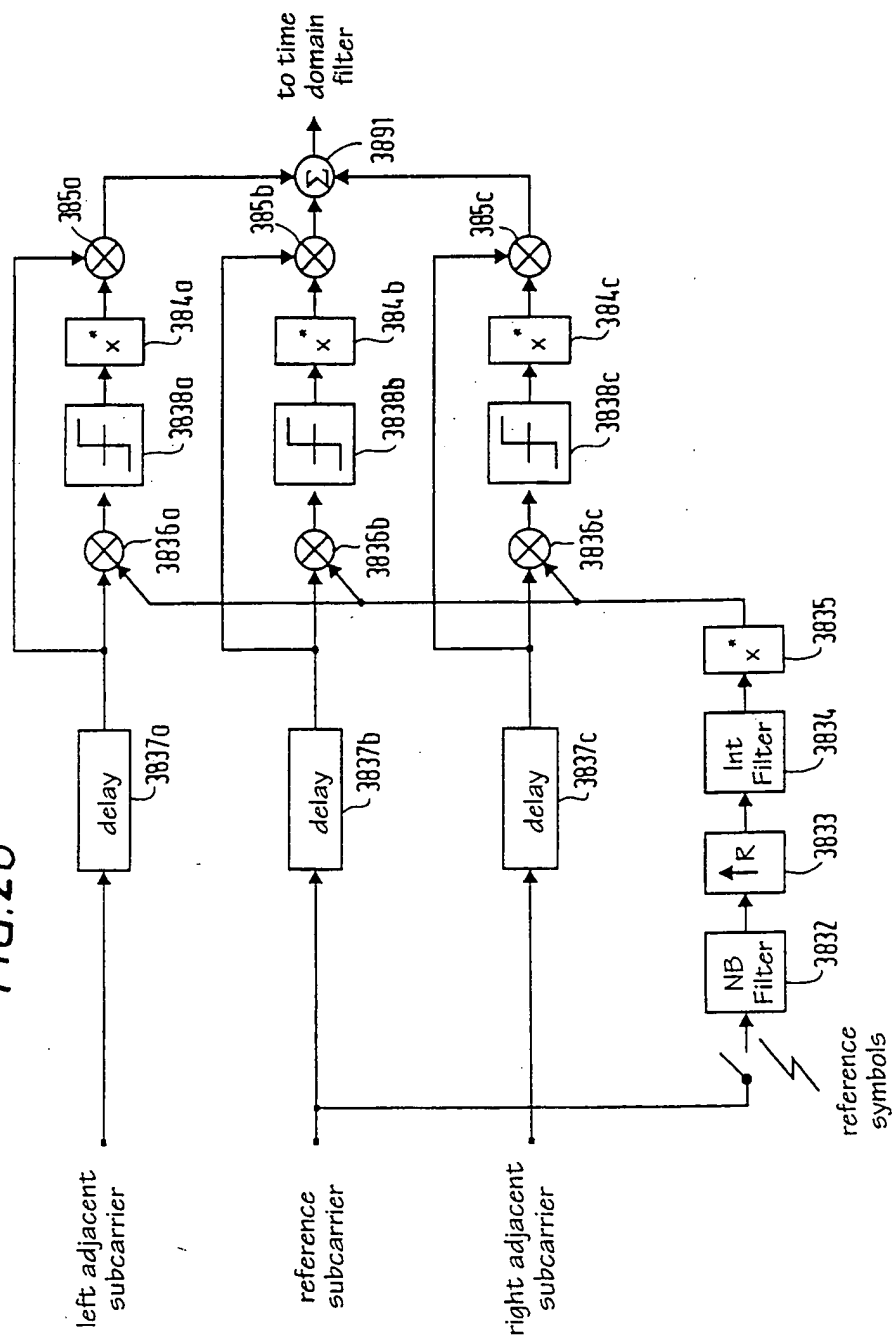 FIG. 26
left adjacent
subcarrier
delay
3837a
3836a
3838a
x*
384a
385a
reference
subcarrier
delay
3837b
3836b
3838b
x*
384b
385b
Σ
3891
to time
domain
filter
right adjacent
subcarrier
delay
3837c
3836c
3838c
x*
384c
385c
reference
symbols
NB
Filter
3832
R
3833
Int
Filter
3834
x*
3835